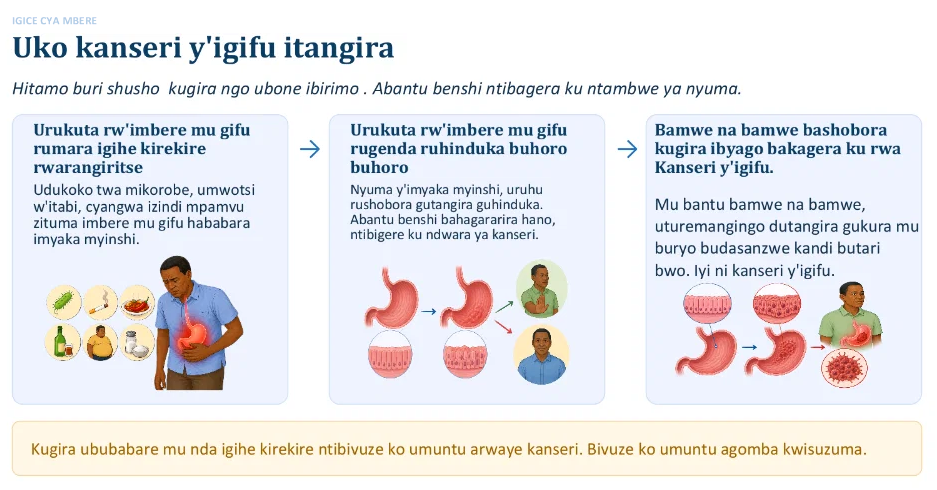 IGICE CYA MBERE
Uko kanseri y'igifu itangira
Hitamo buri shusho  kugira ngo ubone ibirimo . Abantu benshi ntibagera ku ntambwe ya nyuma.
Urukuta rw'imbere mu gifu
rumara igihe kirekire
rwarangiritse
Udukoko twa mikorobe, umwotsi
w'itabi, cyangwa izindi mpamvu
zituma imbere mu gifu hababara
imyaka myinshi.
Urukuta rw'imbere mu gifu
rugenda ruhinduka buhoro
buhoro
Nyuma y'imyaka myinshi, uruhu
rushobora gutangira guhinduka.
Abantu benshi bahagararira hano,
ntibigere ku ndwara ya kanseri.
Bamwe na bamwe bashobora
kugira ibyago bakagera ku rwa
Kanseri y'igifu.
Mu bantu bamwe na bamwe,
uturemangingo dutangira gukura mu
buryo budasanzwe kandi butari
bwo. Iyi ni kanseri y'igifu.
Kugira ububabare mu nda igihe kirekire ntibivuze ko umuntu arwaye kanseri. Bivuze ko umuntu agomba kwisuzuma.